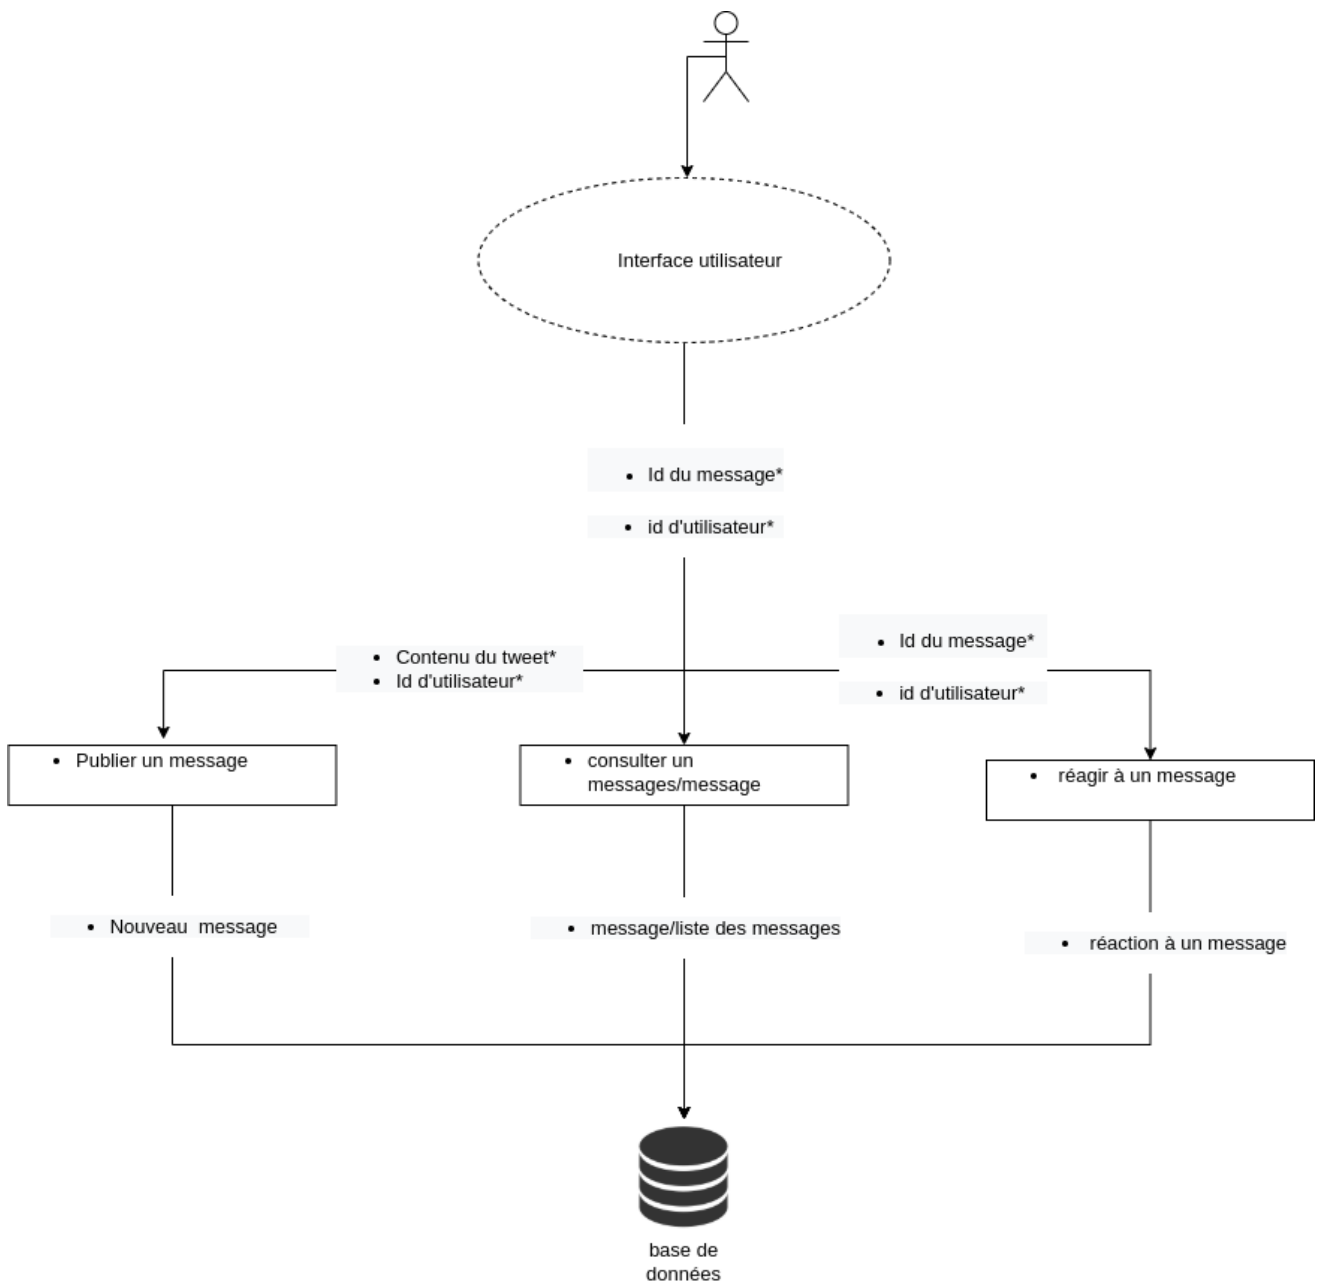 Interface utilisateur
• Id du message*
• id d'utilisateur*
• Contenu du tweet*
• Id d'utilisateur*
• Id du message*
• id d'utilisateur*
• Publier un message
• consulter un
messages/message
• réagir à un message
• Nouveau message
• message/liste des messages
• réaction à un message
base de
données